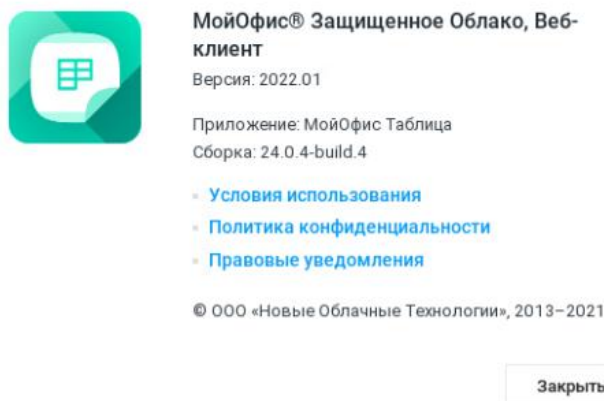 МойОфис® Защищенное Облако, Веб-
клиент
Версия: 2022.01
Приложение: МойОфис Таблица
Сборка: 24.0.4-build.4
Условия использования
Политика конфиденциальности
Правовые уведомления
© ООО «Новые Облачные Технологии», 2013–2021
Закрыть